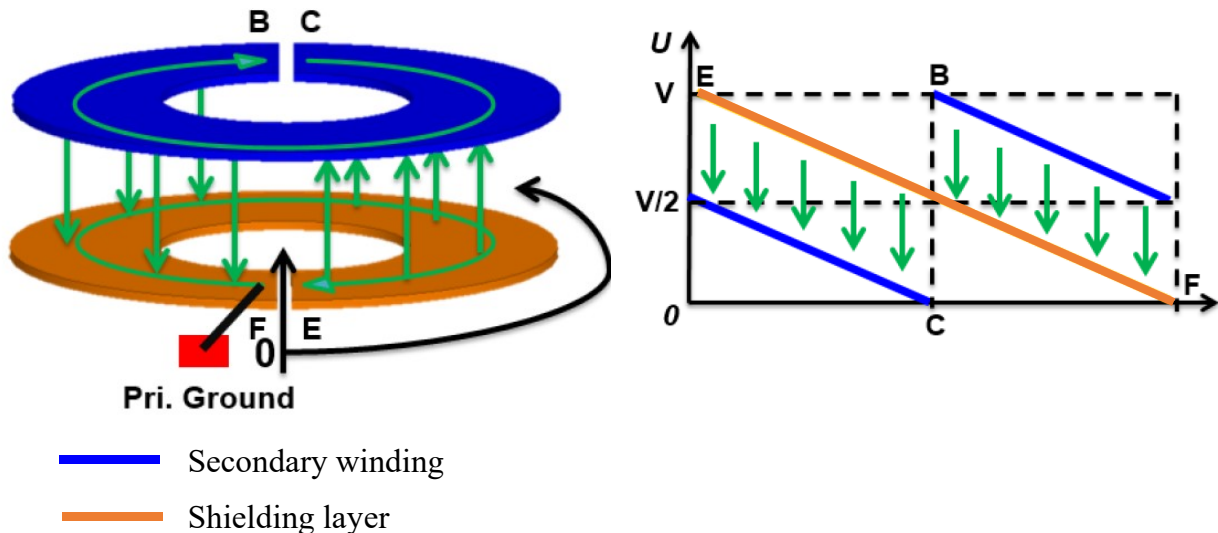 B C
F E
0
Pri. Ground
U
V
E
B
V/2
0
C
F
Secondary winding
Shielding layer